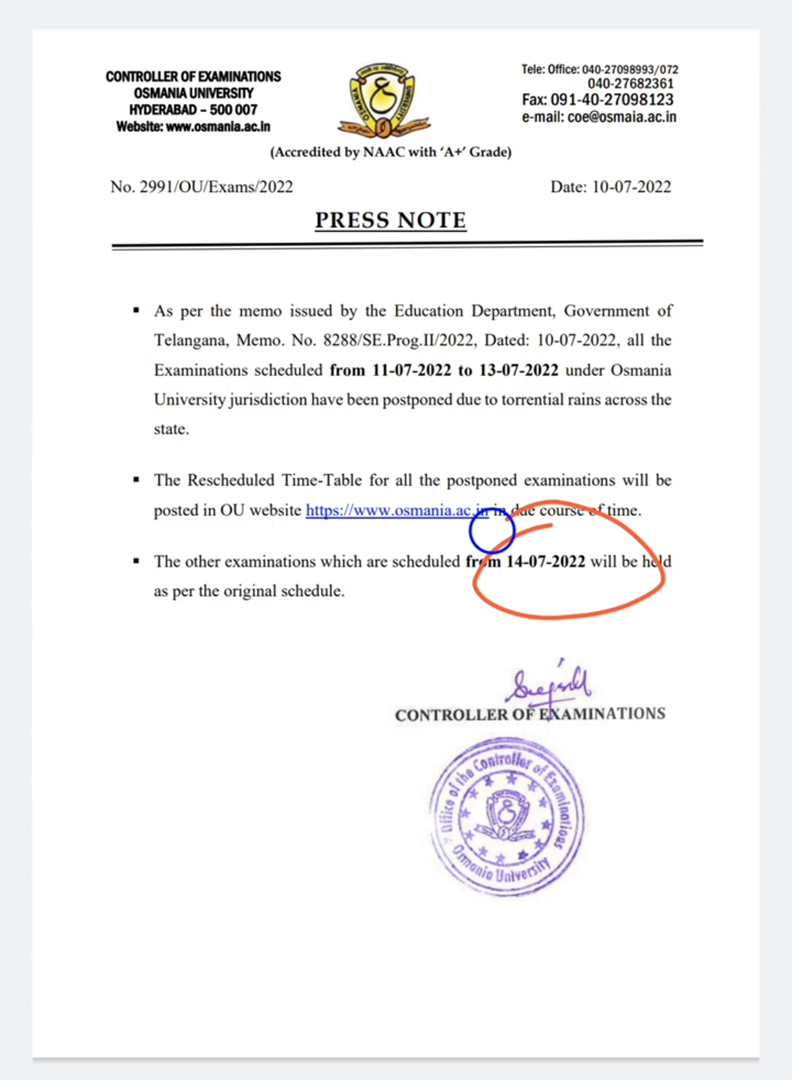 CONTROLLER OF EXAMINATIONS
OSMANIA UNIVERSITY
HYDERABAD – 500 007
Website: www.osmania.ac.in
OSMANIA
UNIVERSITY
Tele: Office: 040-27098993/072
040-27682361
Fax: 091-40-27098123
e-mail: coe@osmaia.ac.in
(Accredited by NAAC with ‘A+’ Grade)
No. 2991/OU/Exams/2022
Date: 10-07-2022
PRESS NOTE
▪ As per the memo issued by the Education Department, Government of
Telangana, Memo. No. 8288/SE.Prog.II/2022, Dated: 10-07-2022, all the
Examinations scheduled from 11-07-2022 to 13-07-2022 under Osmania
University jurisdiction have been postponed due to torrential rains across the
state.
▪ The Rescheduled Time-Table for all the postponed examinations will be
posted in OU website https://www.osmania.ac.in in due course of time.
▪ The other examinations which are scheduled from 14-07-2022 will be held
as per the original schedule.
CONTROLLER OF EXAMINATIONS
Office of the Controller of Examinations
Osmania University